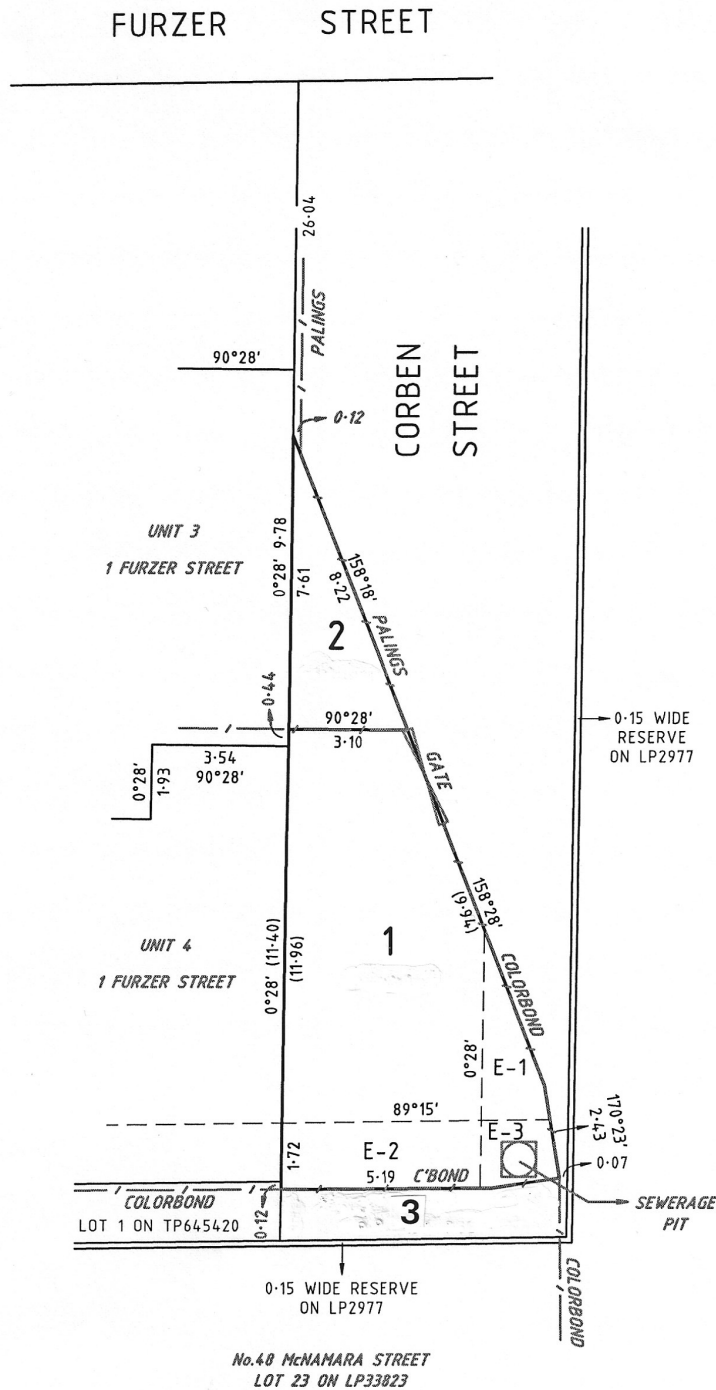 FURZER STREET
26·04
PALINGS
90°28'
0·12
CORBEN
STREET
UNIT 3
1 FURZER STREET
0°28' 9·78
7·61
158°18'
8·22
PALINGS
2
0·44
90°28'
3·10
3·54
90°28'
0°28'
1·93
GATE
0·15 WIDE
RESERVE
ON LP2977
158°28'
(9·94)
1
UNIT 4
1 FURZER STREET
0°28' (11·40)
(11·96)
COLORBOND
0°28'
E-1
89°15'
170°23'
2·43
E-3
E-2
1·72
5·19
C'BOND
0·07
COLORBOND
LOT 1 ON TP645420
0·12
3
SEWERAGE
PIT
0·15 WIDE RESERVE
ON LP2977
COLORBOND
No.48 McNAMARA STREET
LOT 23 ON LP33823